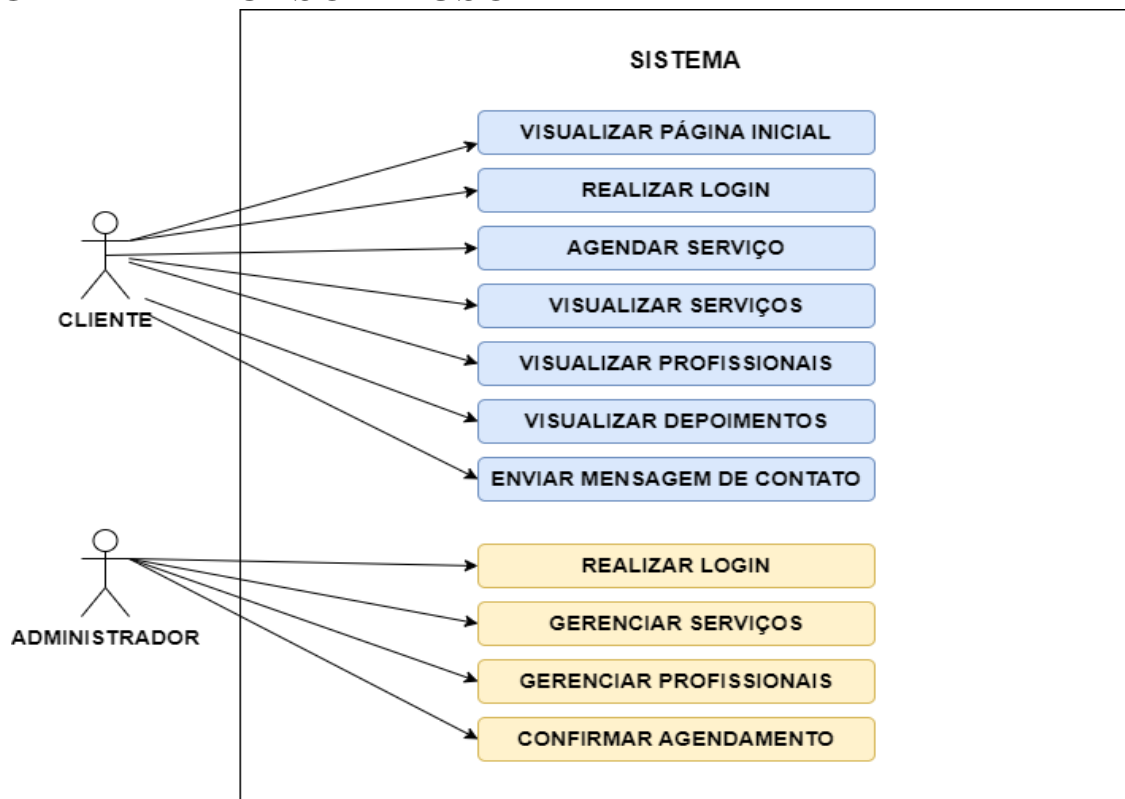 SISTEMA
VISUALIZAR PÁGINA INICIAL
REALIZAR LOGIN
AGENDAR SERVIÇO
VISUALIZAR SERVIÇOS
CLIENTE
VISUALIZAR PROFISSIONAIS
VISUALIZAR DEPOIMENTOS
ENVIAR MENSAGEM DE CONTATO
REALIZAR LOGIN
GERENCIAR SERVIÇOS
ADMINISTRADOR
GERENCIAR PROFISSIONAIS
CONFIRMAR AGENDAMENTO